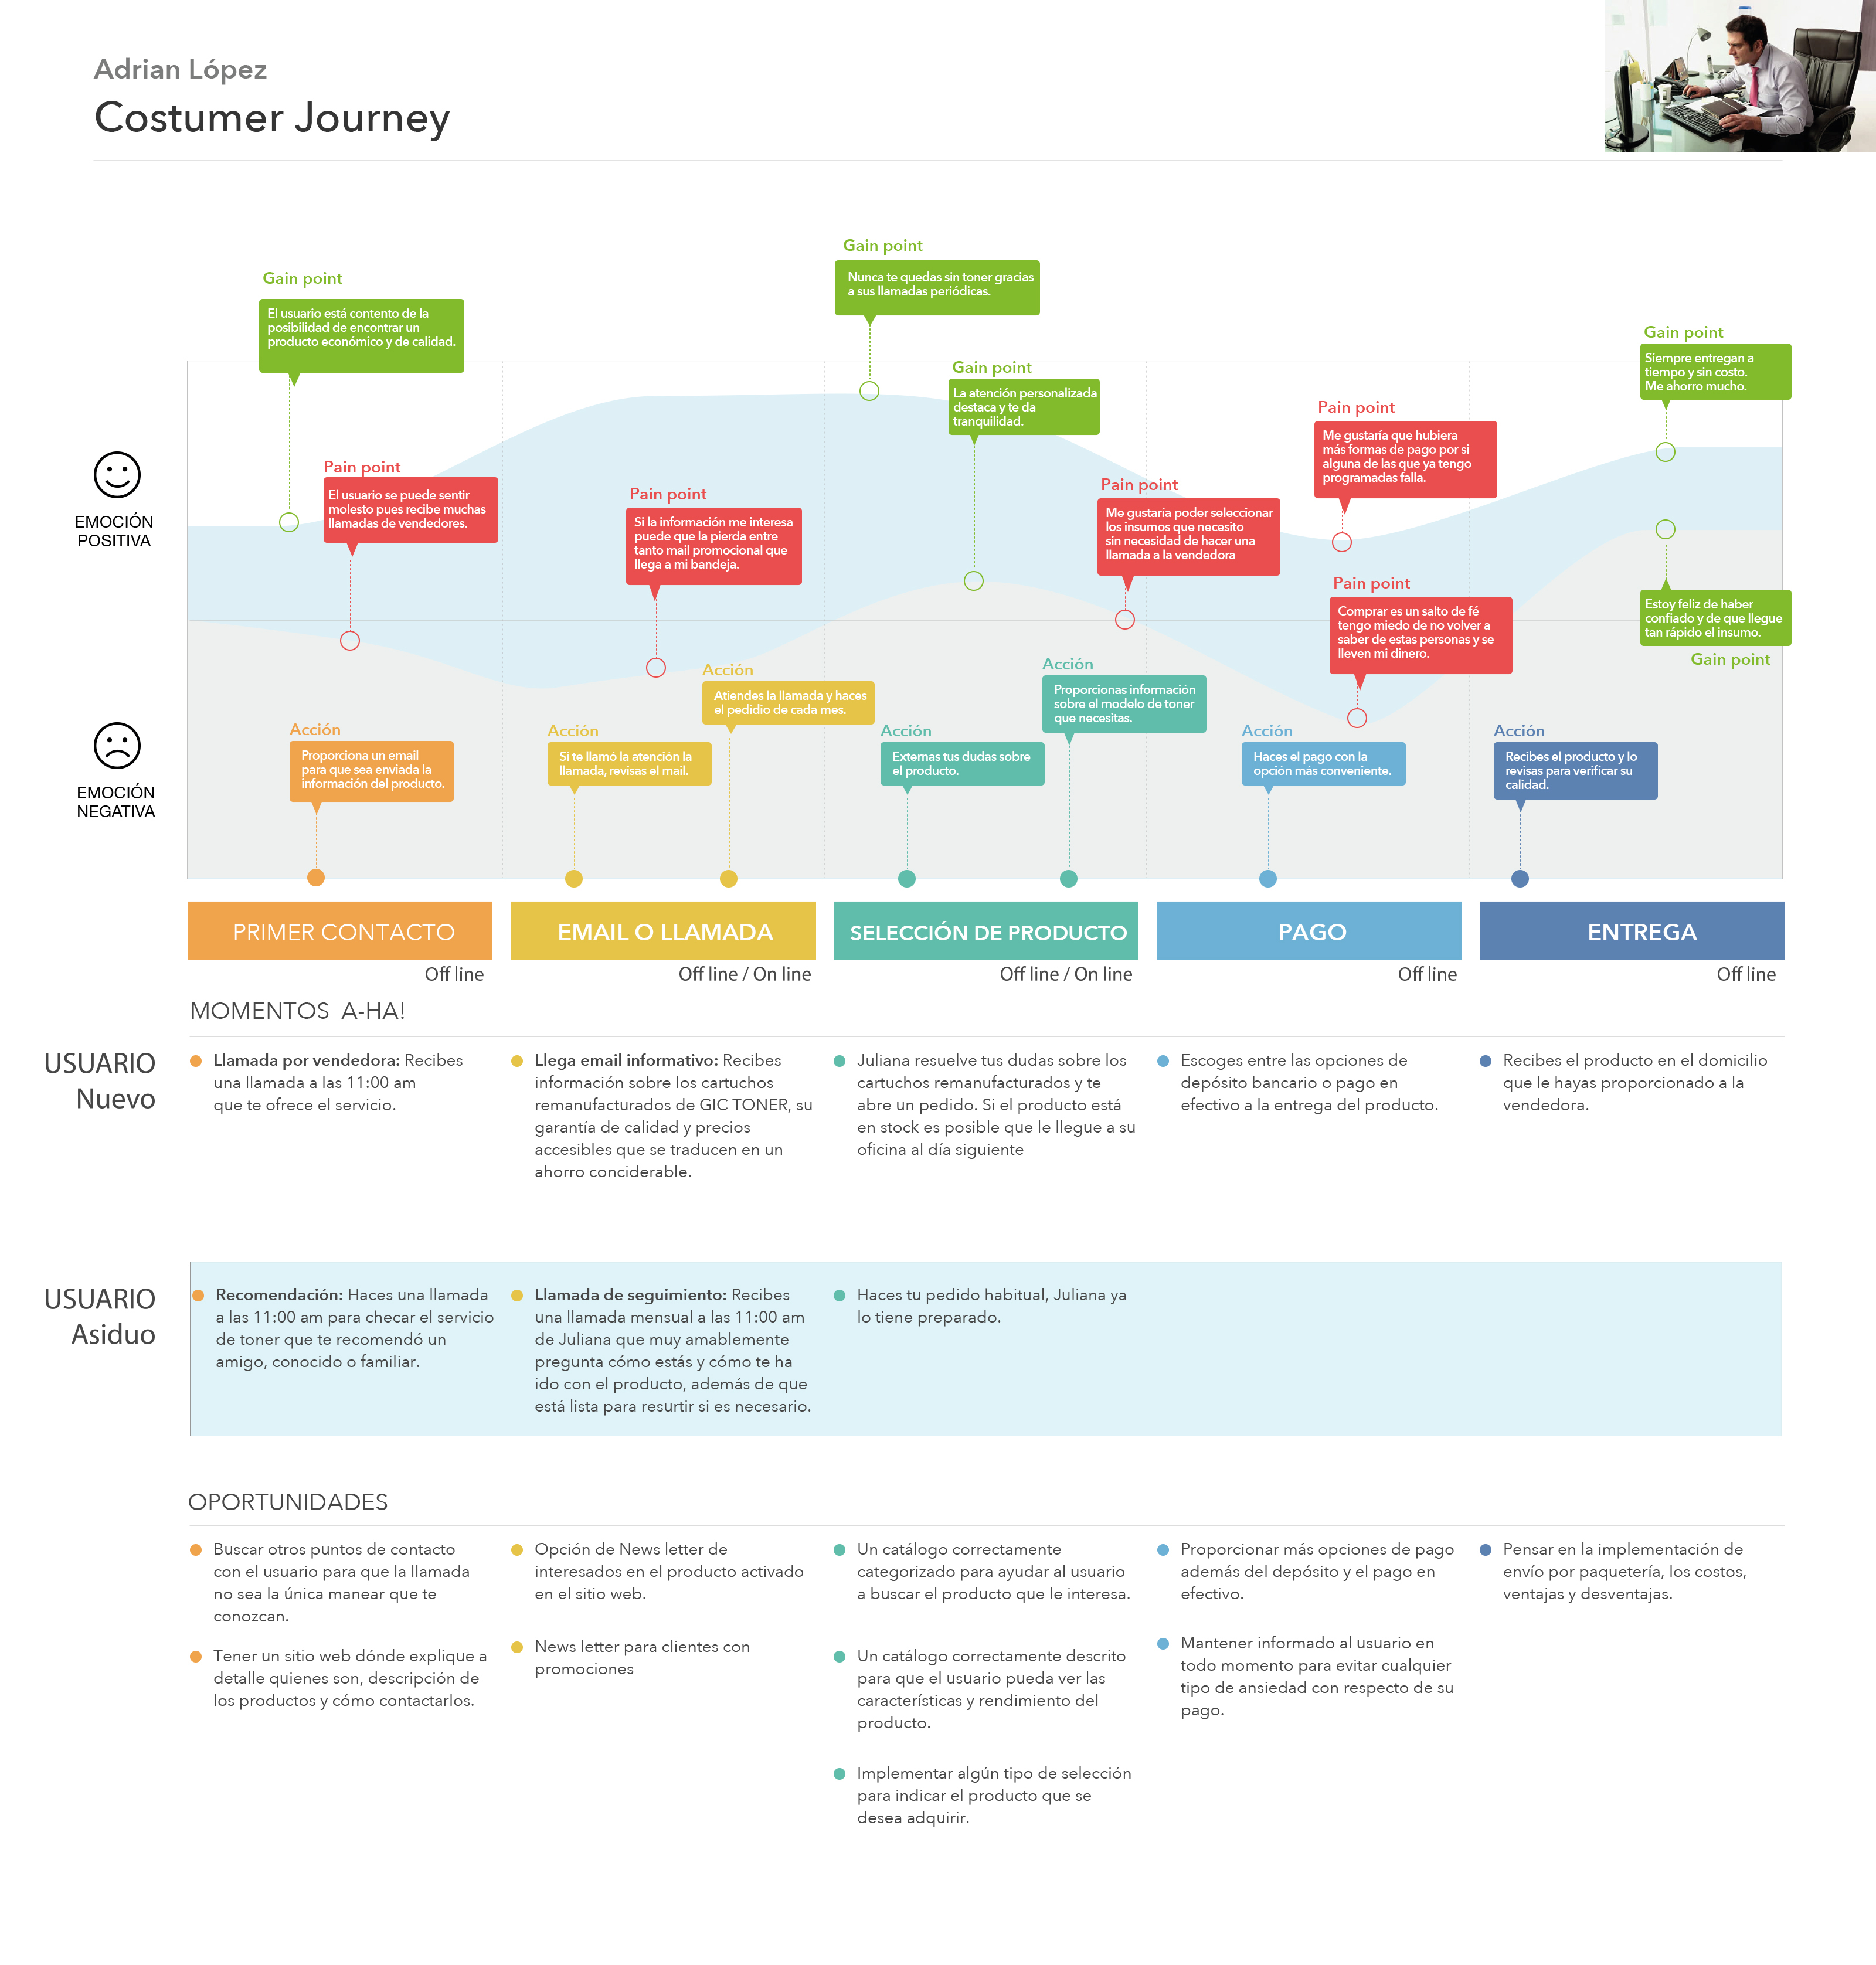 Adrian López
Costumer Journey
Gain point
El usuario está contento de la
posibilidad de encontrar un
producto económico y de calidad.
Pain point
El usuario se puede sentir
molesto pues recibe muchas
llamadas de vendedores.
Pain point
Si la información me interesa
puede que la pierda entre
tanto mail promocional que
llega a mi bandeja.
Gain point
Nunca te quedas sin toner gracias
a sus llamadas periódicas.
Gain point
La atención personalizada
destaca y te da
tranquilidad.
Pain point
Me gustaría poder seleccionar
los insumos que necesito
sin necesidad de hacer una
llamada a la vendedora
Pain point
Me gustaría que hubiera
más formas de pago por si
alguna de las que ya tengo
programadas falla.
Pain point
Comprar es un salto de fé
tengo miedo de no volver a
saber de estas personas y se
lleven mi dinero.
Gain point
Siempre entregan a
tiempo y sin costo.
Me ahorro mucho.
Estoy feliz de haber
confiado y de que llegue
tan rápido el insumo.
Gain point
EMOCIÓN
POSITIVA
EMOCIÓN
NEGATIVA
Acción
Proporciona un email
para que sea enviada la
información del producto.
Acción
Si te llamó la atención la
llamada, revisas el mail.
Acción
Atiendes la llamada y haces
el pedidio de cada mes.
Acción
Externas tus dudas sobre
el producto.
Acción
Proporcionas información
sobre el modelo de toner
que necesitas.
Acción
Haces el pago con la
opción más conveniente.
Acción
Recibes el producto y lo
revisas para verificar su
calidad.
PRIMER CONTACTO
EMAIL O LLAMADA
SELECCIÓN DE PRODUCTO
PAGO
ENTREGA
Off line
Off line / On line
Off line / On line
Off line
Off line
MOMENTOS A-HA!
USUARIO
Nuevo
Llamada por vendedora: Recibes
una llamada a las 11:00 am
que te ofrece el servicio.
Llega email informativo: Recibes
información sobre los cartuchos
remanufacturados de GIC TONER, su
garantía de calidad y precios
accesibles que se traducen en un
ahorro conciderable.
Juliana resuelve tus dudas sobre los
cartuchos remanufacturados y te
abre un pedido. Si el producto está
en stock es posible que le llegue a su
oficina al día siguiente
Escoges entre las opciones de
depósito bancario o pago en
efectivo a la entrega del producto.
Recibes el producto en el domicilio
que le hayas proporcionado a la
vendedora.
USUARIO
Asiduo
Recomendación: Haces una llamada
a las 11:00 am para checar el servicio
de toner que te recomendó un
amigo, conocido o familiar.
Llamada de seguimiento: Recibes
una llamada mensual a las 11:00 am
de Juliana que muy amablemente
pregunta cómo estás y cómo te ha
ido con el producto, además de que
está lista para resurtir si es necesario.
Haces tu pedido habitual, Juliana ya
lo tiene preparado.
OPORTUNIDADES
Buscar otros puntos de contacto
con el usuario para que la llamada
no sea la única manear que te
conozcan.
Tener un sitio web dónde explique a
detalle quienes son, descripción de
los productos y cómo contactarlos.
Opción de News letter de
interesados en el producto activado
en el sitio web.
News letter para clientes con
promociones
Un catálogo correctamente
categorizado para ayudar al usuario
a buscar el producto que le interesa.
Un catálogo correctamente descrito
para que el usuario pueda ver las
características y rendimiento del
producto.
Implementar algún tipo de selección
para indicar el producto que se
desea adquirir.
Proporcionar más opciones de pago
además del depósito y el pago en
efectivo.
Mantener informado al usuario en
todo momento para evitar cualquier
tipo de ansiedad con respecto de su
pago.
Pensar en la implementación de
envío por paquetería, los costos,
ventajas y desventajas.